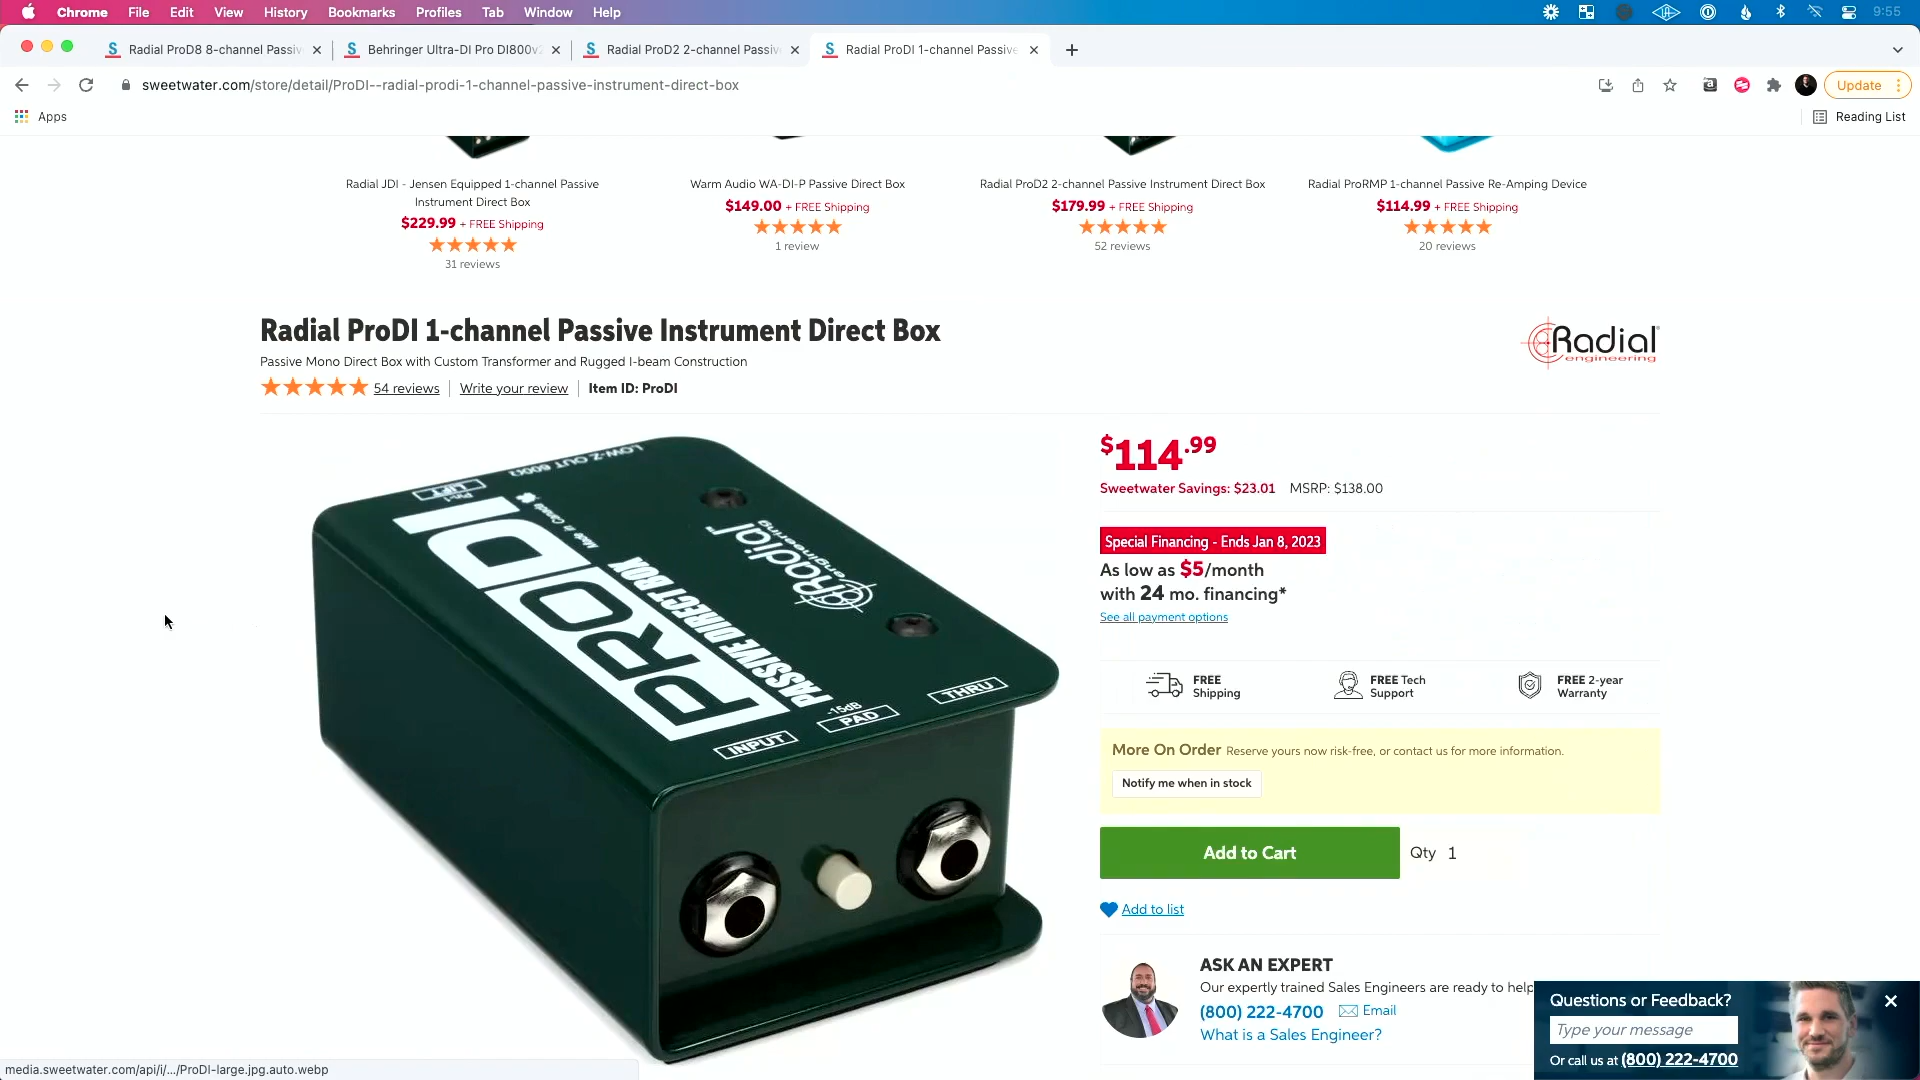 Chrome File Edit View History Bookmarks Profiles Tab Window Help 9:55
Radial ProD8 8-channel Passiv
Behringer Ultra-DI Pro DI800v2
Radial ProD2 2-channel Passiv
Radial ProDI 1-channel Passive
sweetwater.com/store/detail/ProDI--radial-prodi-1-channel-passive-instrument-direct-box
Update
Apps
Reading List
Radial JDI - Jensen Equipped 1-channel Passive
Instrument Direct Box
$229.99 + FREE Shipping
31 reviews
Warm Audio WA-DI-P Passive Direct Box
$149.00 + FREE Shipping
1 review
Radial ProD2 2-channel Passive Instrument Direct Box
$179.99 + FREE Shipping
52 reviews
Radial ProRMP 1-channel Passive Re-Amping Device
$114.99 + FREE Shipping
20 reviews
Radial ProDI 1-channel Passive Instrument Direct Box
Passive Mono Direct Box with Custom Transformer and Rugged I-beam Construction
54 reviews
Write your review
Item ID: ProDI
Radial
engineering
LOW-Z OUT 600Ω
Pin-1
LIFT
Made in Canada
PRODI
PASSIVE DIRECT BOX
Radial
engineering
INPUT
-15dB
PAD
THRU
$114.99
Sweetwater Savings: $23.01 MSRP: $138.00
Special Financing - Ends Jan 8, 2023
As low as $5/month
with 24 mo. financing*
See all payment options
FREE
Shipping
FREE Tech
Support
FREE 2-year
Warranty
More On Order Reserve yours now risk-free, or contact us for more information.
Notify me when in stock
Add to Cart
Qty 1
Add to list
ASK AN EXPERT
Our expertly trained Sales Engineers are ready to help
(800) 222-4700 Email
What is a Sales Engineer?
Questions or Feedback?
Type your message
Or call us at (800) 222-4700
media.sweetwater.com/api/i/.../ProDI-large.jpg.auto.webp